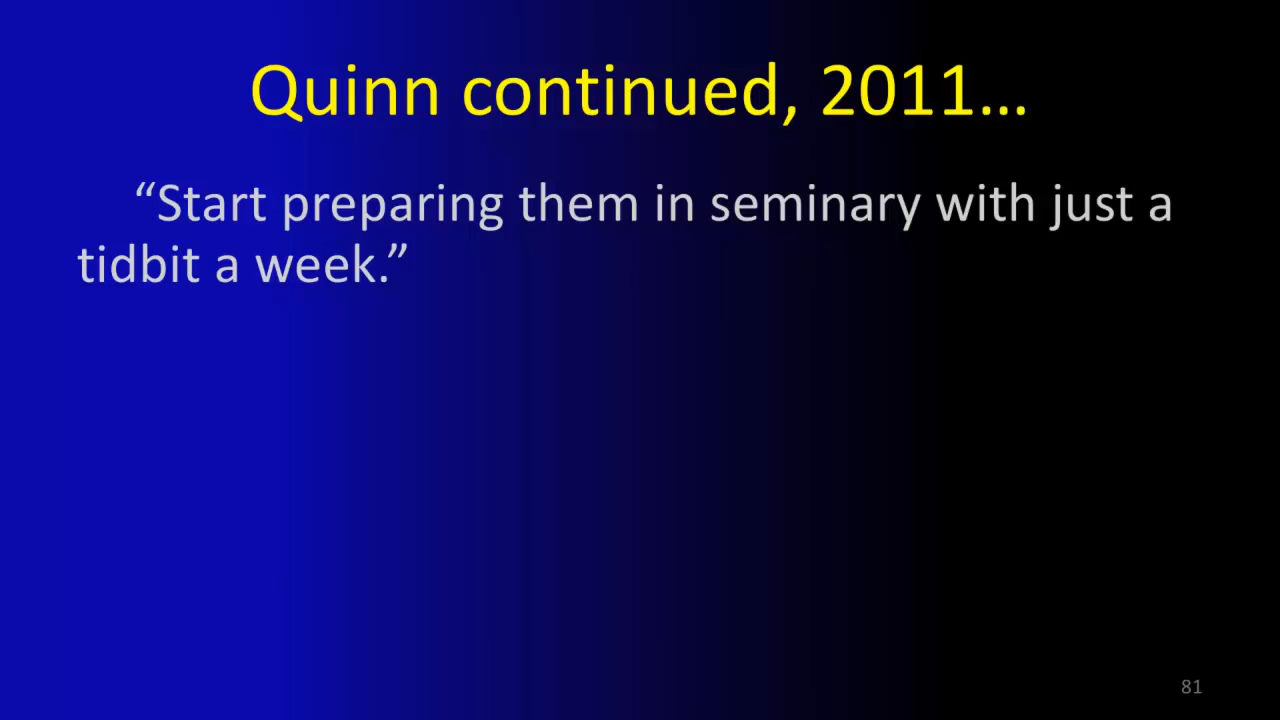 Quinn continued, 2011…
“Start preparing them in seminary with just a
tidbit a week.”
81